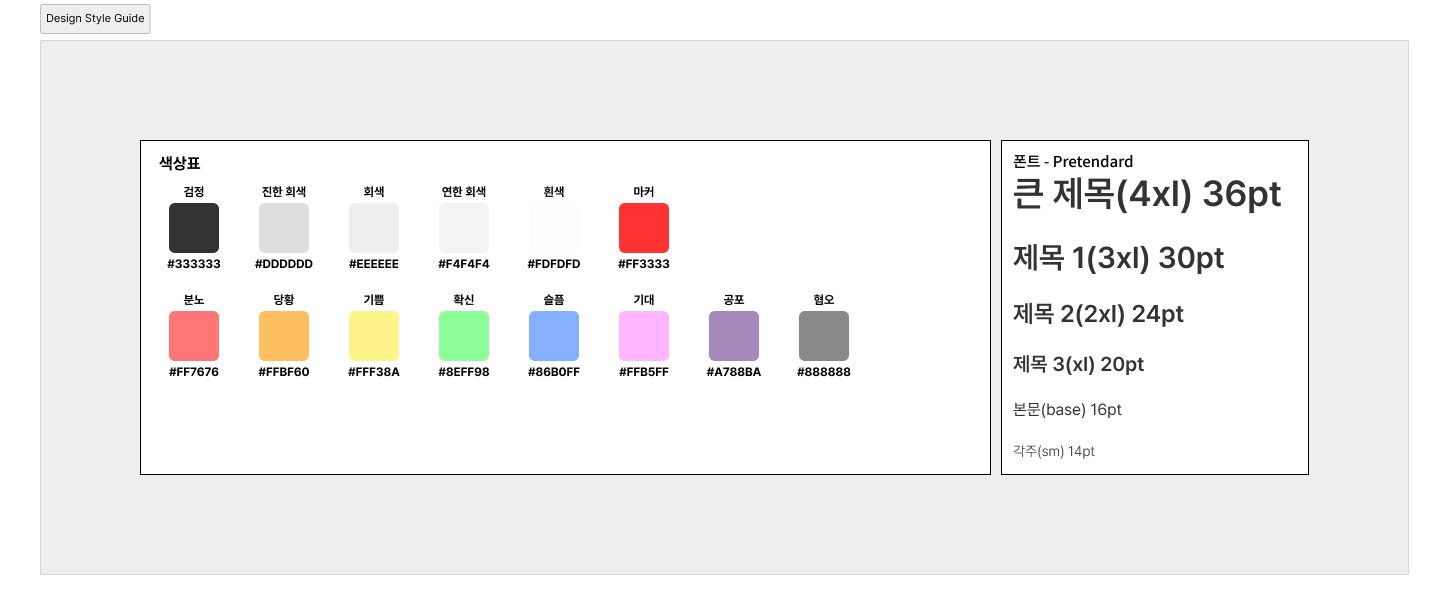 Design Style Guide
색상표
검정 진한 회색 회색 연한 회색 흰색 마커
#333333 #DDDDDD #EEEEEE #F4F4F4 #FDFDFD #FF3333
분노 당황 기쁨 확신 슬픔 기대 공포 혐오
#FF7676 #FFBF60 #FFF38A #8EFF98 #86B0FF #FFB5FF #A788BA #888888
폰트 - Pretendard
큰 제목(4xl) 36pt
제목 1(3xl) 30pt
제목 2(2xl) 24pt
제목 3(xl) 20pt
본문(base) 16pt
각주(sm) 14pt